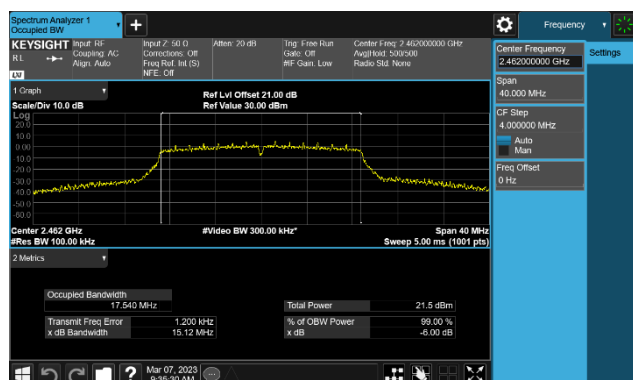 Spectrum Analyzer 1
Occupied BW
Frequency
KEYSIGHT
Input: RF
Coupling: AC
Align: Auto
Input Z: 50 Ω
Corrections: Off
Freq Ref: Int (S)
NFE: Off
Atten: 20 dB
Trig: Free Run
Gate: Off
#IF Gain: Low
Center Freq: 2.462000000 GHz
Avg|Hold: 500/500
Radio Std: None
RL
LXI
Center Frequency
2.462000000 GHz
Settings
Span
40.000 MHz
CF Step
4.000000 MHz
Auto
Man
Freq Offset
0 Hz
1 Graph
Scale/Div 10.0 dB
Ref Lvl Offset 21.00 dB
Ref Value 30.00 dBm
Log
20.0
10.0
0.00
-10.0
-20.0
-30.0
-40.0
-50.0
-60.0
Center 2.462 GHz
#Res BW 100.00 kHz
#Video BW 300.00 kHz*
Span 40 MHz
Sweep 5.00 ms (1001 pts)
2 Metrics
Occupied Bandwidth
17.540 MHz
Total Power 21.5 dBm
Transmit Freq Error 1.200 kHz
% of OBW Power 99.00 %
x dB Bandwidth 15.12 MHz
x dB -6.00 dB
?
Mar 07, 2023
9:35:30 AM